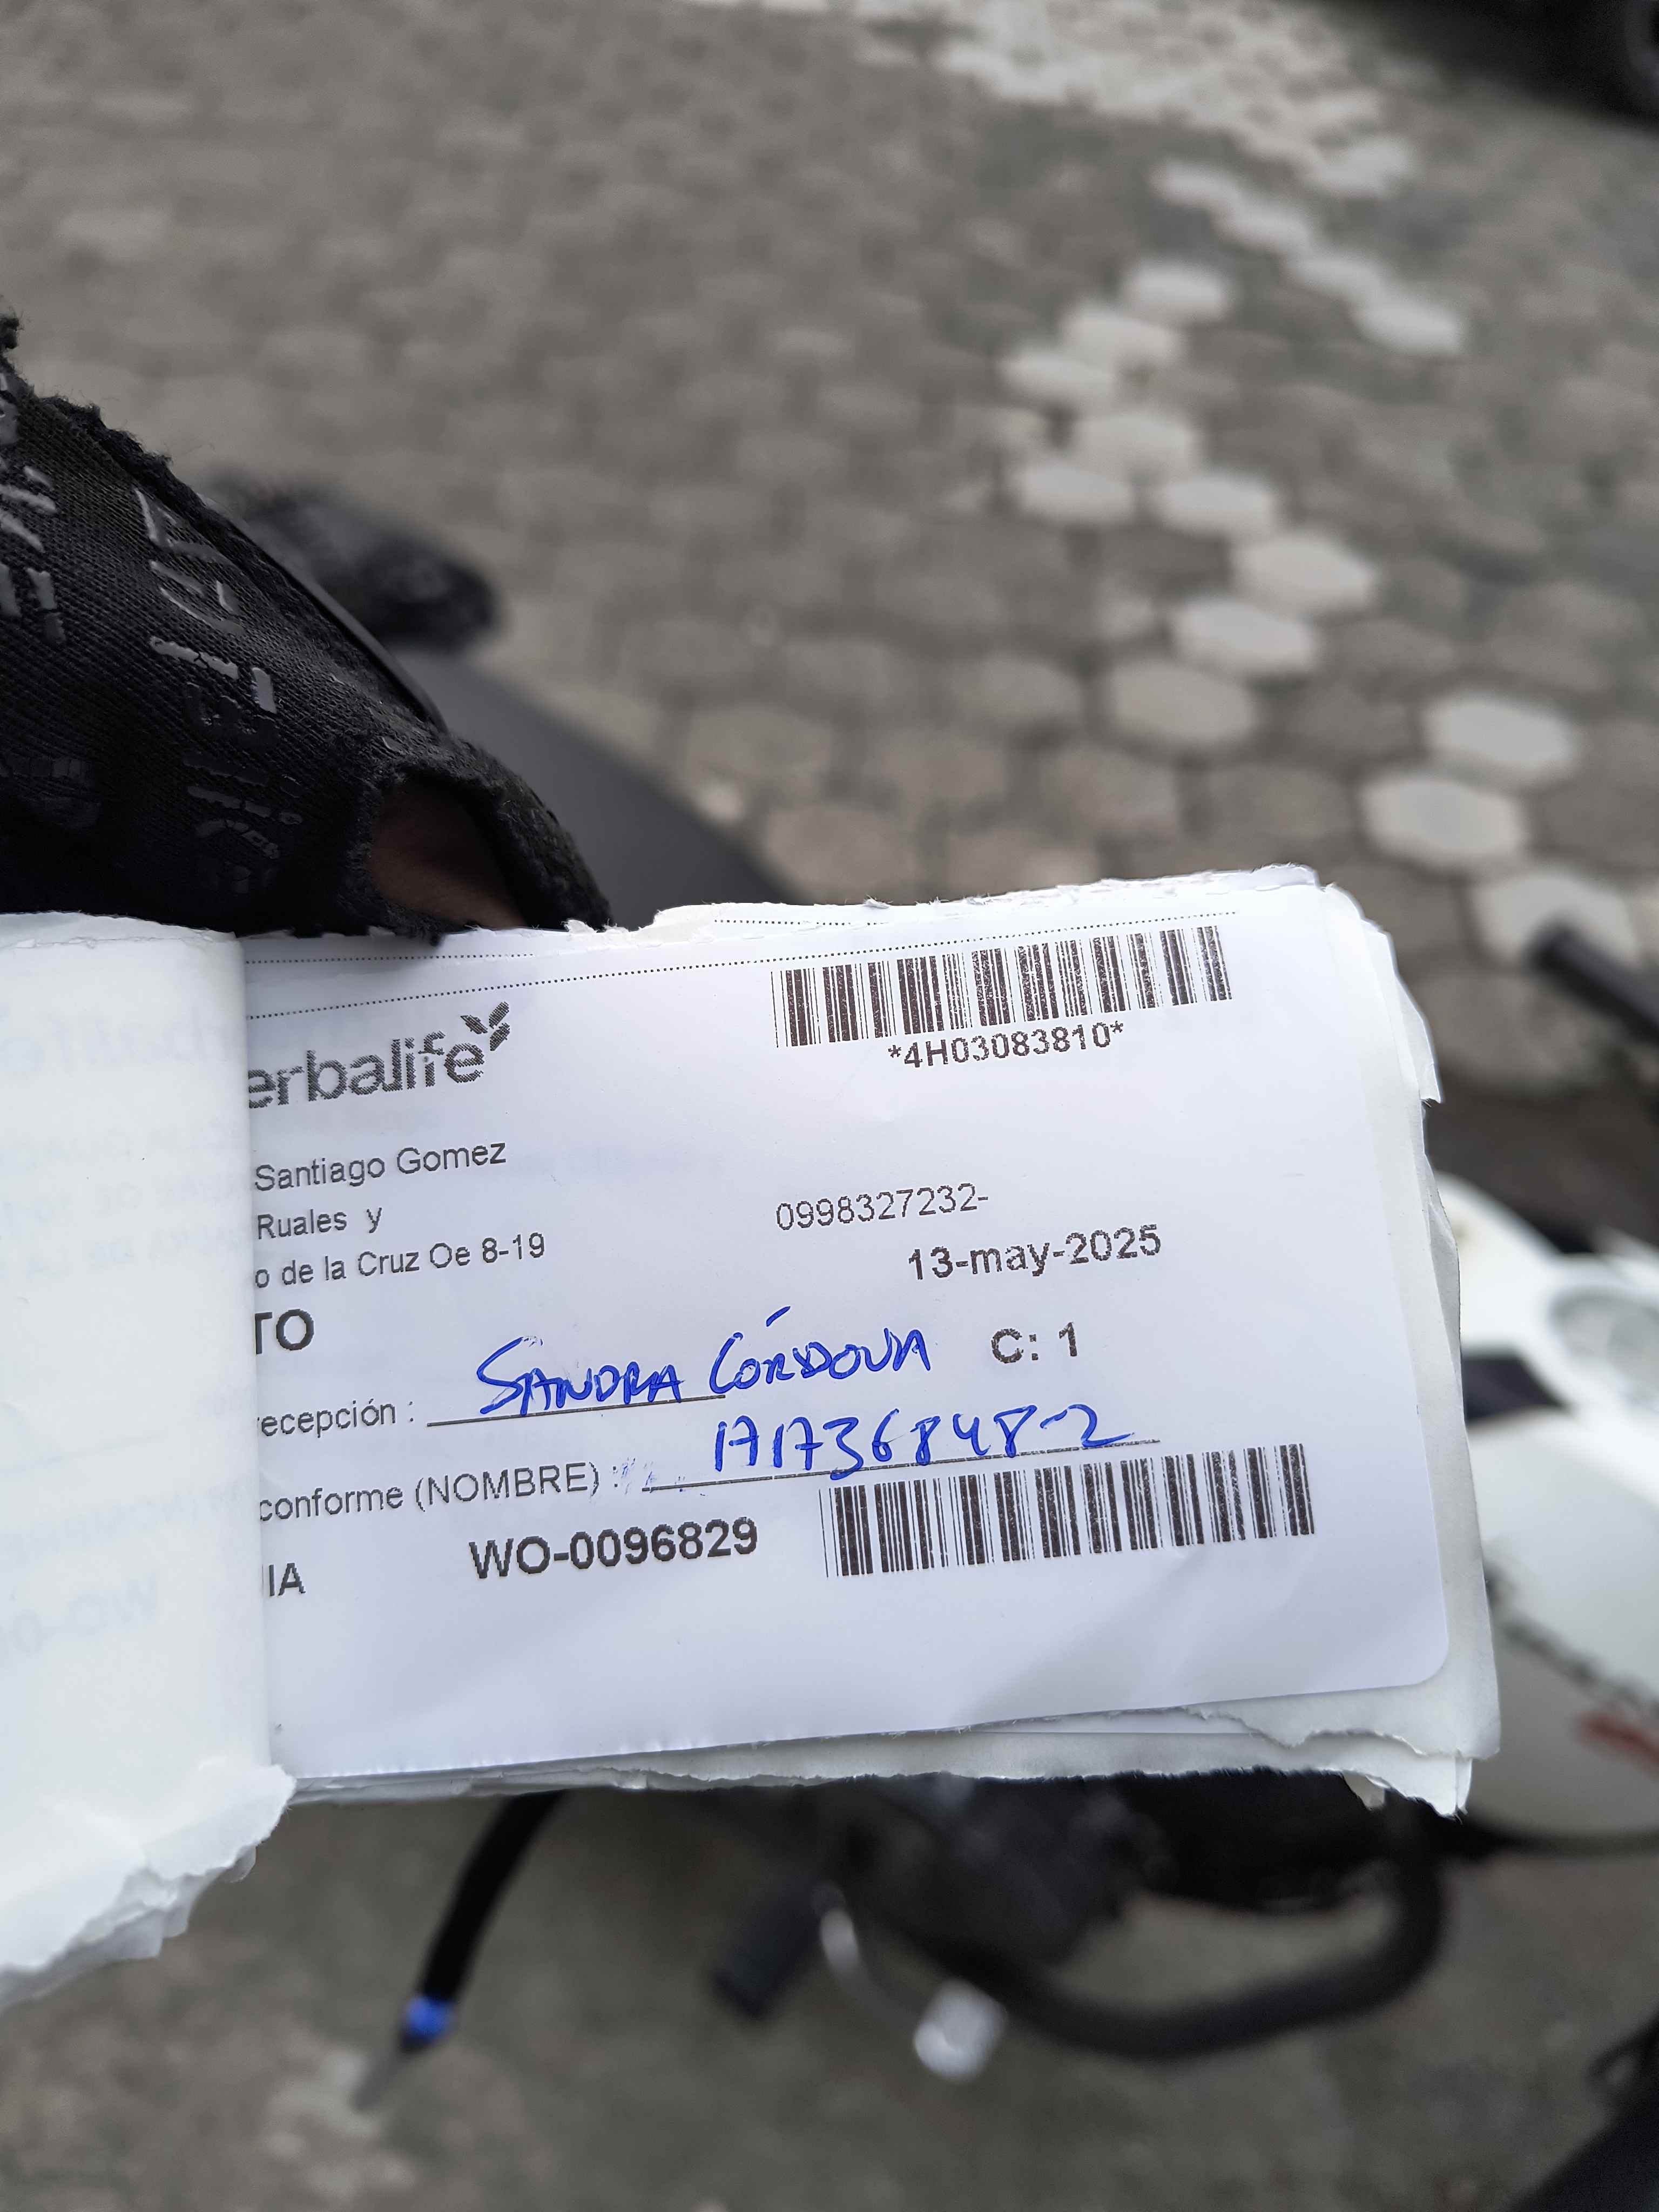 erbalife
*4H03083810*
Santiago Gomez
Ruales y
0998327232-
o de la Cruz Oe 8-19
13-may-2025
TO
SANDRA CÓRDOVA
C: 1
ecepción :
171736848-2
conforme (NOMBRE) :
IA
WO-0096829